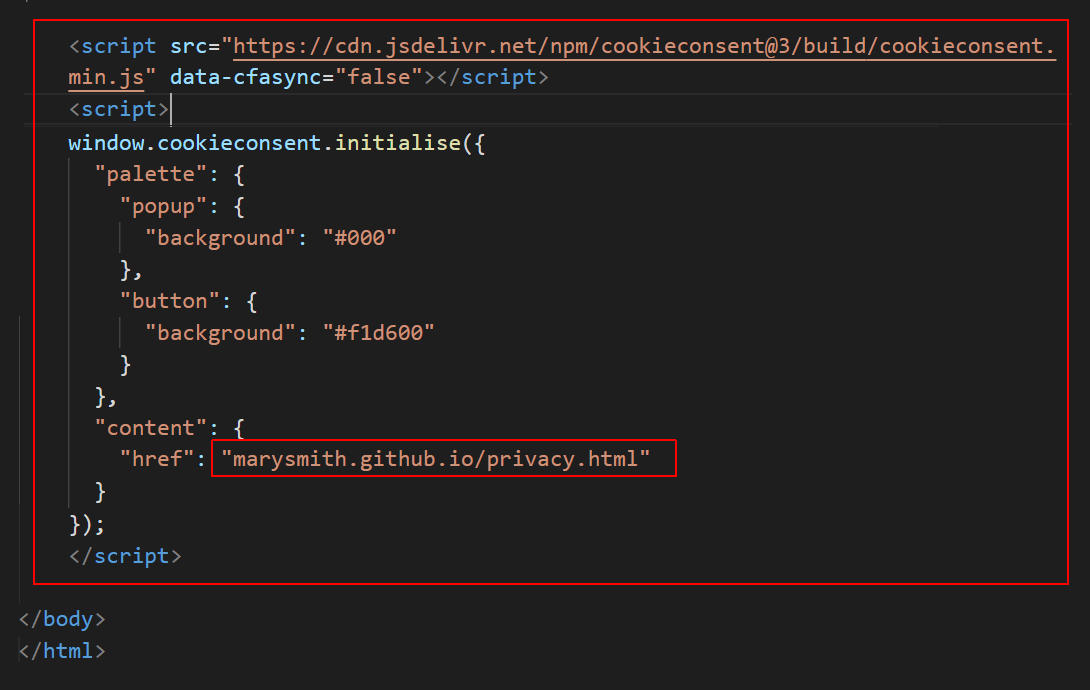 <script src="https://cdn.jsdelivr.net/npm/cookieconsent@3/build/cookieconsent.
min.js" data-cfasync="false"></script>
<script>
window.cookieconsent.initialise({
"palette": {
"popup": {
"background": "#000"
},
"button": {
"background": "#f1d600"
}
},
"content": {
"href": "marysmith.github.io/privacy.html"
}
});
</script>
</body>
</html>